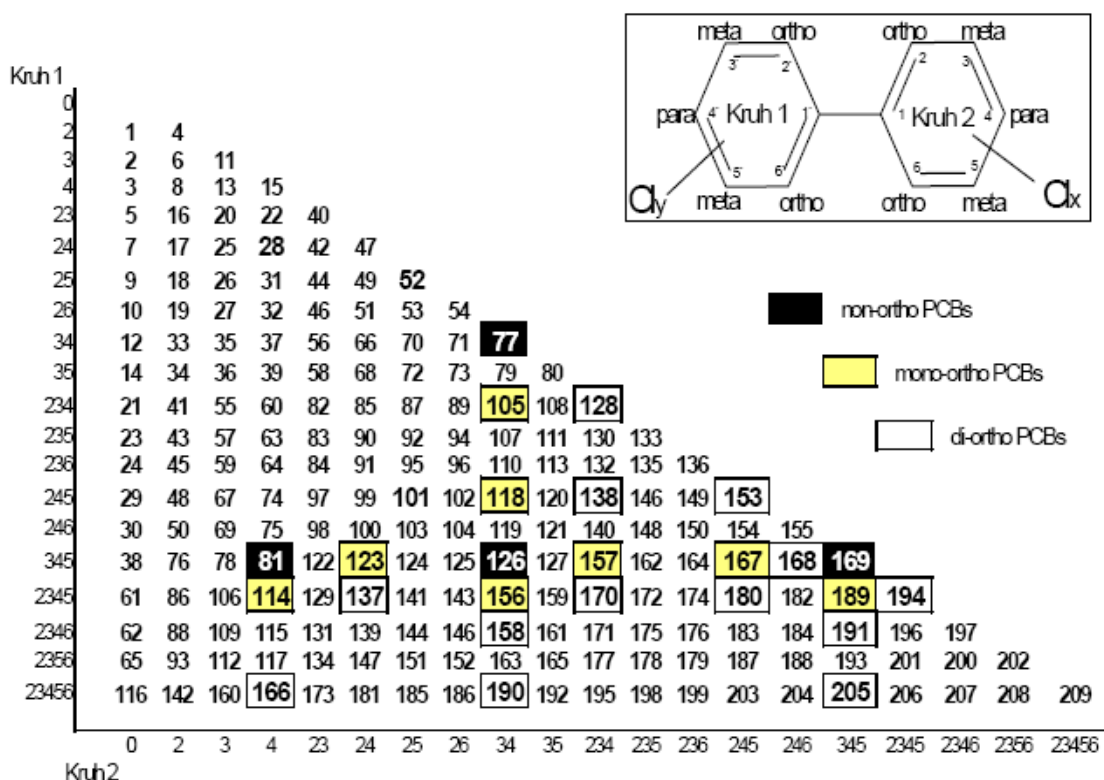 meta ortho ortho meta
3´ 2´ 2 3
para 4´ Kruh 1 1´ 1 Kruh 2 4 para
5´ 6´ 6 5
Cly meta ortho ortho meta Clx
Kruh 1
0
2 1 4
3 2 6 11
4 3 8 13 15
23 5 16 20 22 40
24 7 17 25 28 42 47
25 9 18 26 31 44 49 52
26 10 19 27 32 46 51 53 54
non-ortho PCBs
34 12 33 35 37 56 66 70 71 77
35 14 34 36 39 58 68 72 73 79 80
mono-ortho PCBs
234 21 41 55 60 82 85 87 89 105 108 128
235 23 43 57 63 83 90 92 94 107 111 130 133
di-ortho PCBs
236 24 45 59 64 84 91 95 96 110 113 132 135 136
245 29 48 67 74 97 99 101 102 118 120 138 146 149 153
246 30 50 69 75 98 100 103 104 119 121 140 148 150 154 155
345 38 76 78 81 122 123 124 125 126 127 157 162 164 167 168 169
2345 61 86 106 114 129 137 141 143 156 159 170 172 174 180 182 189 194
2346 62 88 109 115 131 139 144 146 158 161 171 175 176 183 184 191 196 197
2356 65 93 112 117 134 147 151 152 163 165 177 178 179 187 188 193 201 200 202
23456 116 142 160 166 173 181 185 186 190 192 195 198 199 203 204 205 206 207 208 209
0 2 3 4 23 24 25 26 34 35 234 235 236 245 246 345 2345 2346 2356 23456
Kruh 2